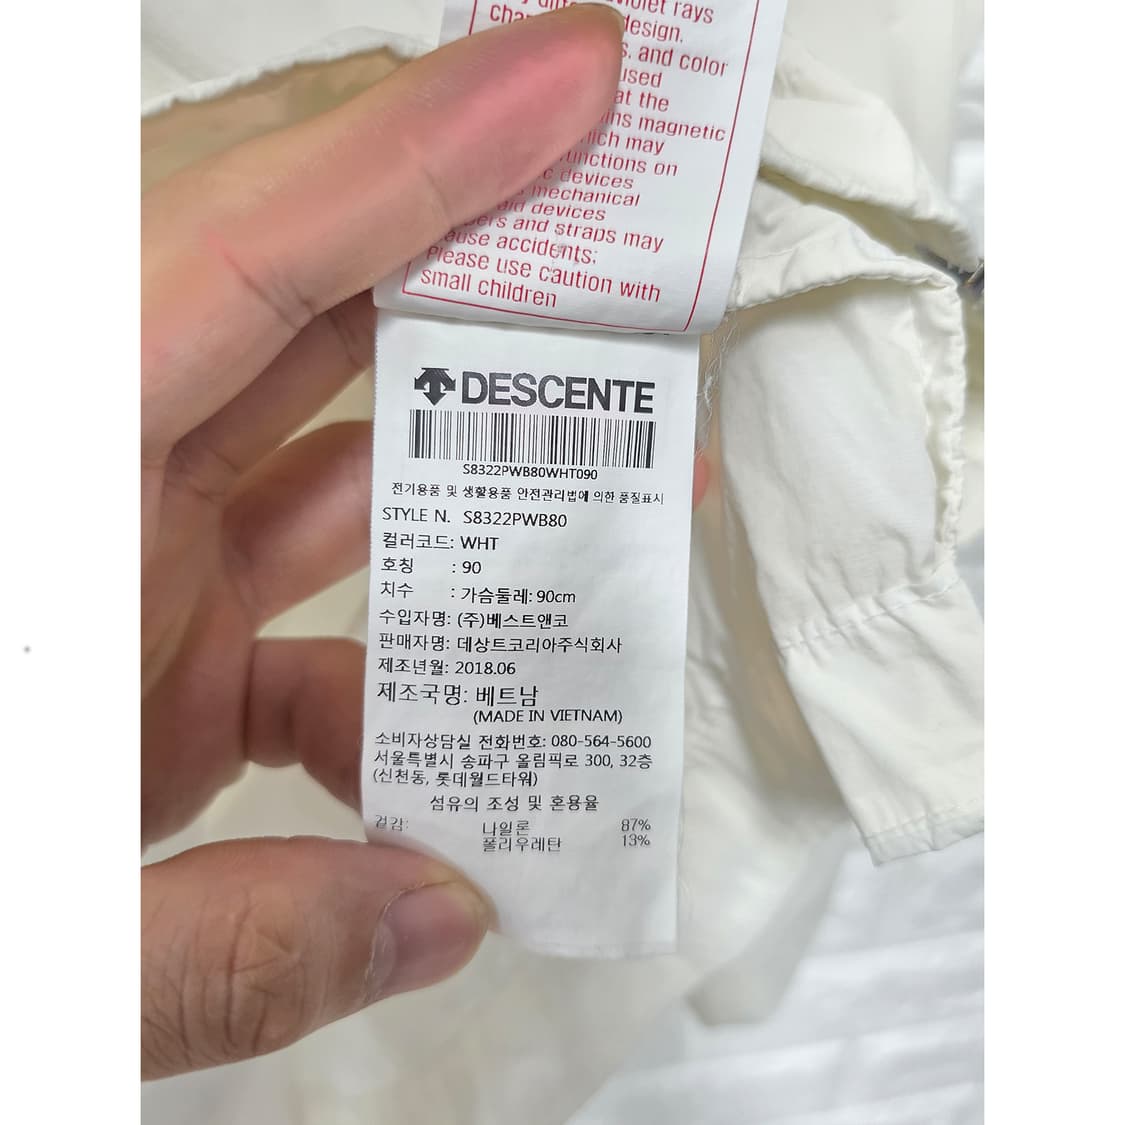 violet rays
design.
and color
used
at the
magnetic
which may
functions on
devices
mechanical
aid devices
and straps may
cause accidents;
Please use caution with
small children
DESCENTE
S8322PWB80WHT090
전기용품 및 생활용품 안전관리법에 의한 품질표시
STYLE N. S8322PWB80
컬러코드: WHT
호칭 : 90
치수 : 가슴둘레: 90cm
수입자명: (주)베스트앤코
판매자명: 데상트코리아주식회사
제조년월: 2018.06
제조국명: 베트남
(MADE IN VIETNAM)
소비자상담실 전화번호: 080-564-5600
서울특별시 송파구 올림픽로 300, 32층
(신천동, 롯데월드타워)
섬유의 조성 및 혼용율
겉감: 나일론 87%
폴리우레탄 13%